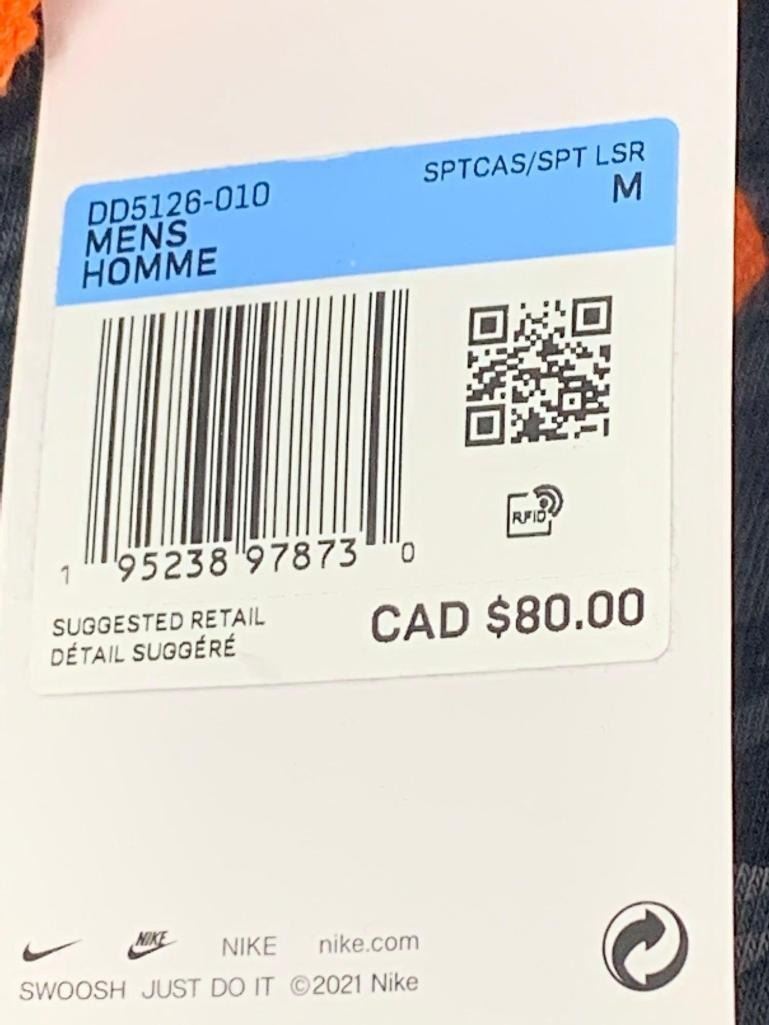 DD5126-010
SPTCAS/SPT LSR
MENS
M
HOMME
RFID
1 95238 97873 0
SUGGESTED RETAIL
DÉTAIL SUGGÉRÉ
CAD $80.00
NIKE NIKE nike.com
SWOOSH JUST DO IT ©2021 Nike